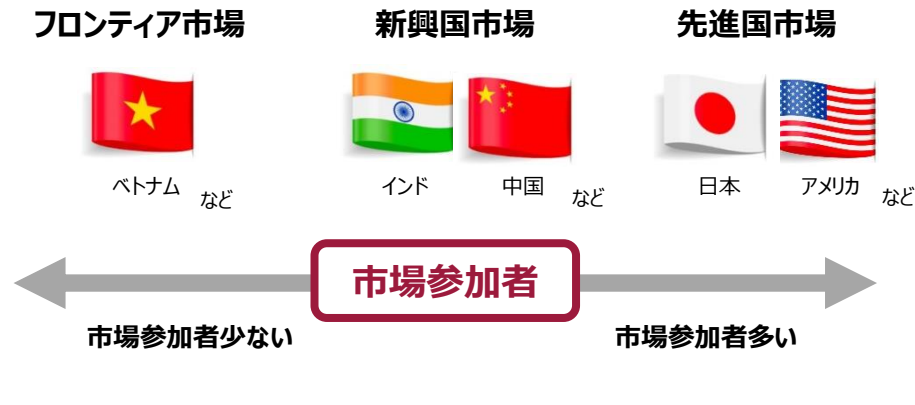 フロンティア市場
新興国市場
先進国市場
ベトナム
など
インド
中国
など
日本
アメリカ
など
市場参加者
市場参加者少ない
市場参加者多い